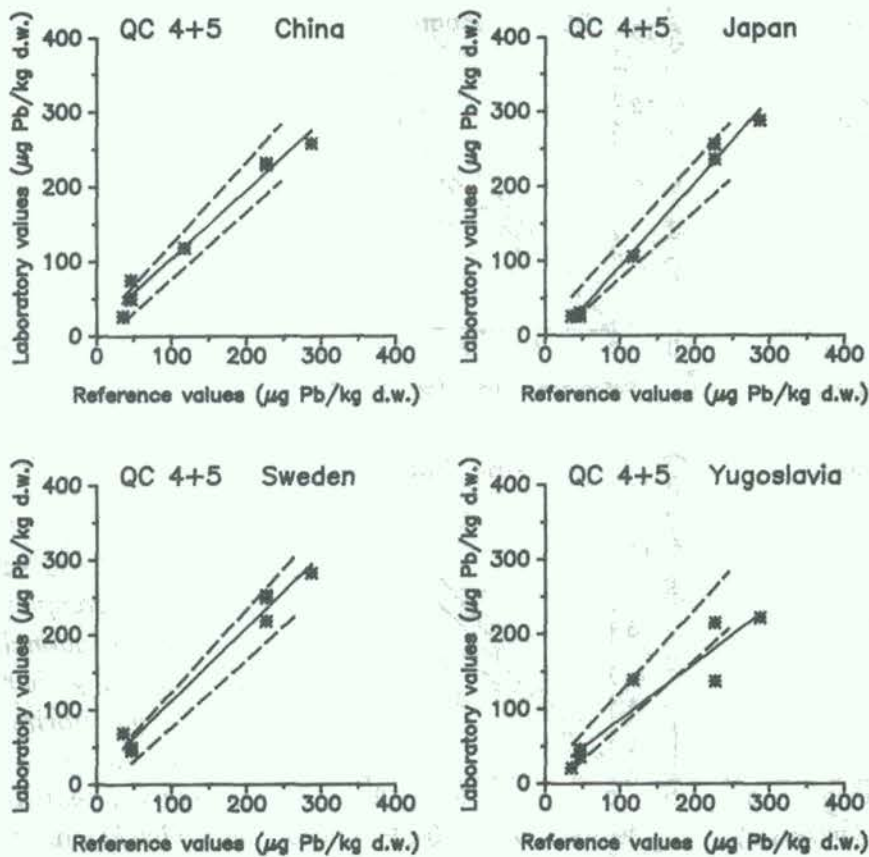 QC 4+5 China
Laboratory values (µg Pb/kg d.w.)
400
300
200
100
0
0 100 200 300 400
Reference values (µg Pb/kg d.w.)
QC 4+5 Japan
Laboratory values (µg Pb/kg d.w.)
400
300
200
100
0
0 100 200 300 400
Reference values (µg Pb/kg d.w.)
QC 4+5 Sweden
Laboratory values (µg Pb/kg d.w.)
400
300
200
100
0
0 100 200 300 400
Reference values (µg Pb/kg d.w.)
QC 4+5 Yugoslavia
Laboratory values (µg Pb/kg d.w.)
400
300
200
100
0
0 100 200 300 400
Reference values (µg Pb/kg d.w.)